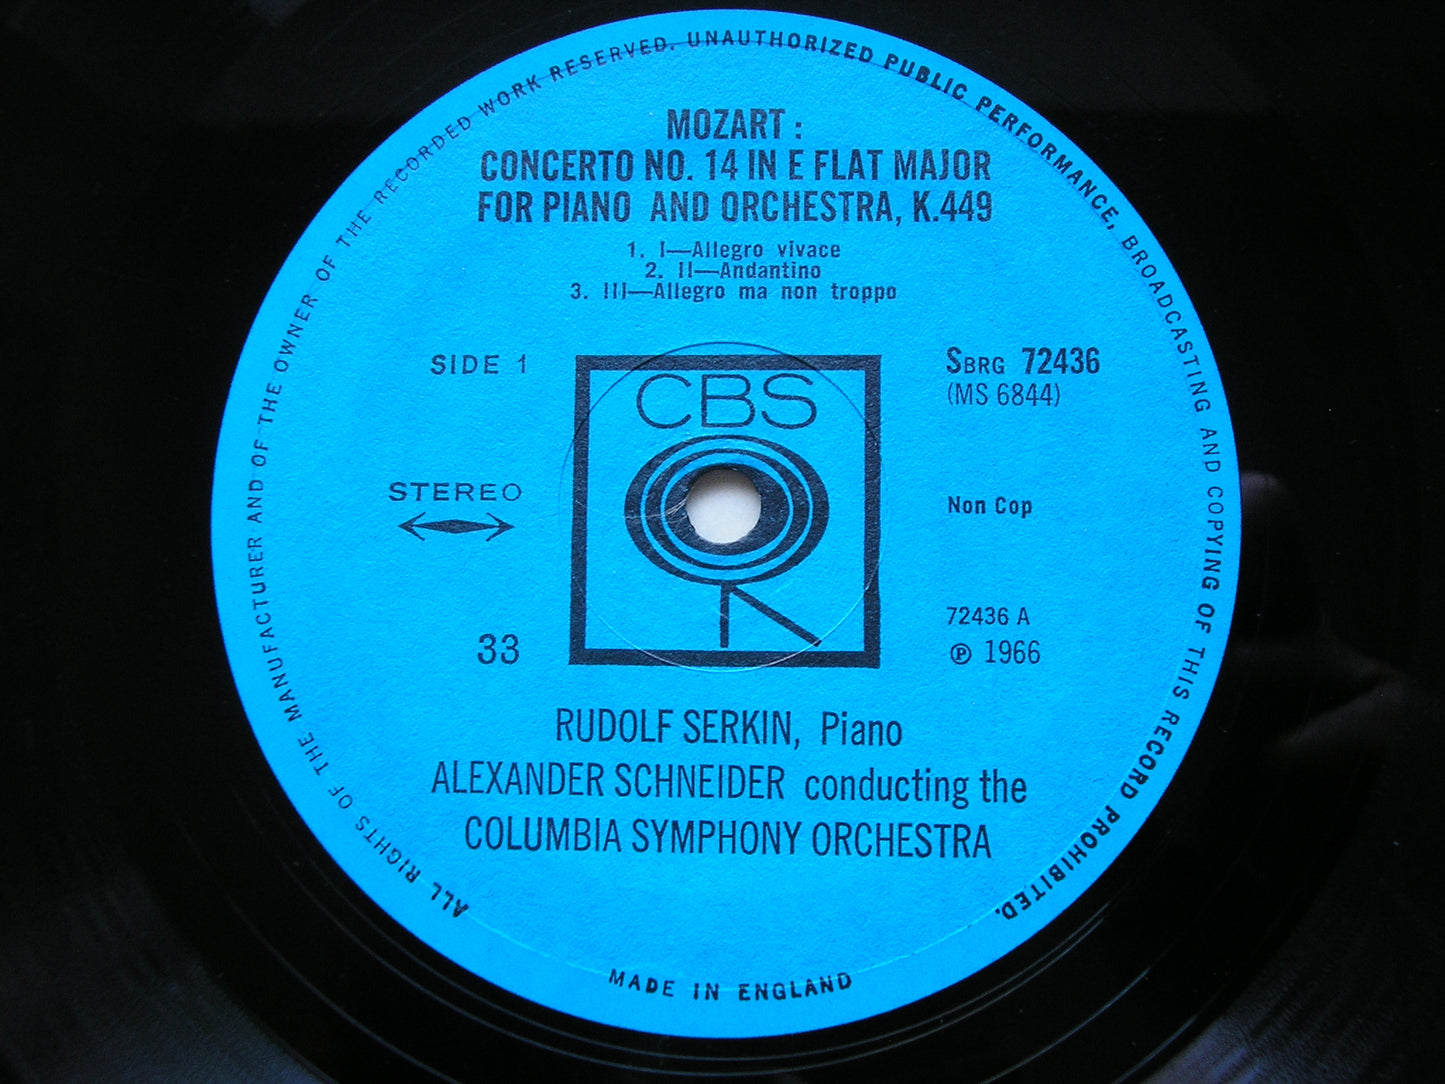 ALL RIGHTS OF THE MANUFACTURER AND OF THE OWNER OF THE RECORDED WORK RESERVED. UNAUTHORIZED PUBLIC PERFORMANCE, BROADCASTING AND COPYING OF THIS RECORD PROHIBITED.
MOZART :
CONCERTO NO. 14 IN E FLAT MAJOR
FOR PIANO AND ORCHESTRA, K.449
1. I—Allegro vivace
2. II—Andantino
3. III—Allegro ma non troppo
SIDE 1
SBRG 72436
(MS 6844)
CBS
STEREO
Non Cop
72436 A
33
℗ 1966
RUDOLF SERKIN, Piano
ALEXANDER SCHNEIDER conducting the
COLUMBIA SYMPHONY ORCHESTRA
MADE IN ENGLAND